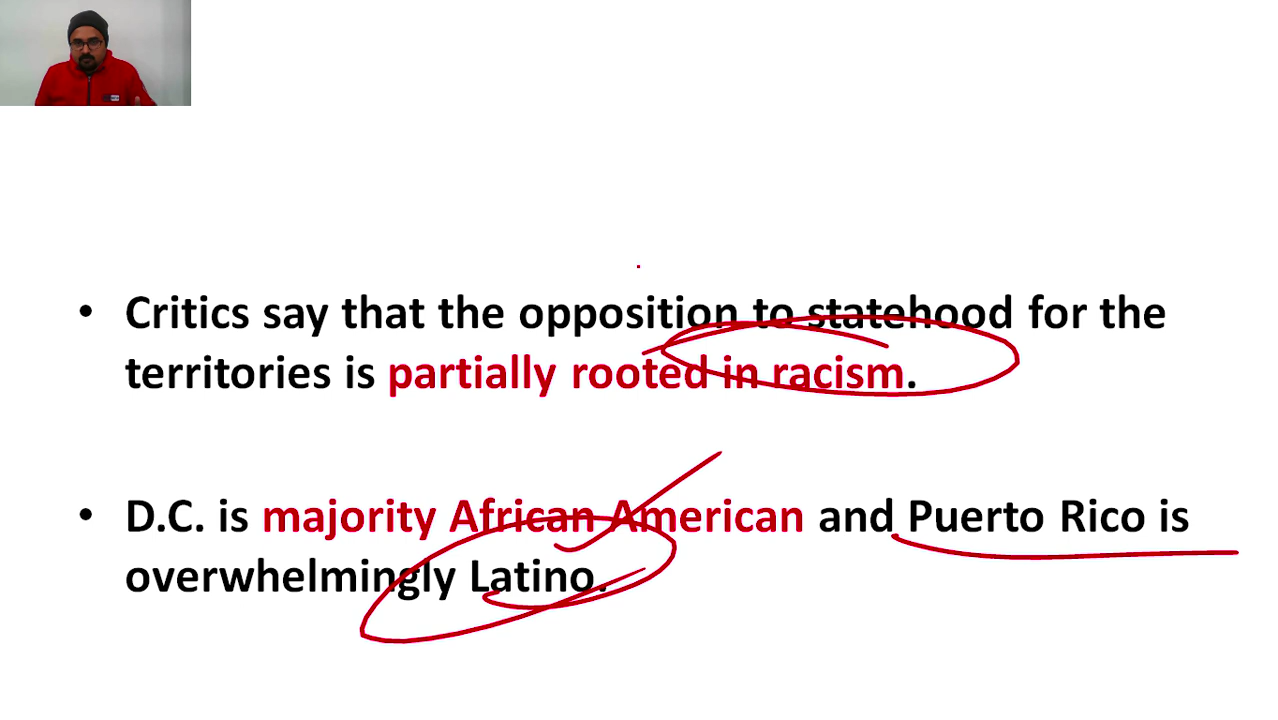 • Critics say that the opposition to statehood for the
territories is partially rooted in racism.
• D.C. is majority African American and Puerto Rico is
overwhelmingly Latino.